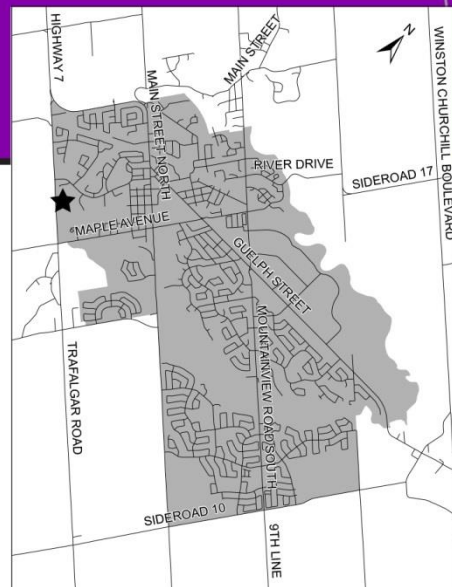 HIGHWAY 7
MAIN STREET
MAIN STREET NORTH
N
WINSTON CHURCHILL BOULEVARD
RIVER DRIVE
SIDEROAD 17
MAPLE AVENUE
GUELPH STREET
MOUNTAINVIEW ROAD SOUTH
TRAFALGAR ROAD
SIDEROAD 10
9TH LINE